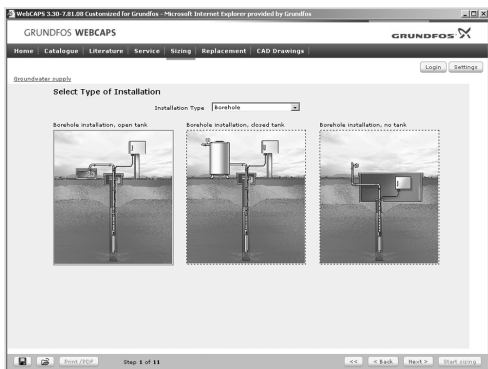 WebCAPS 3.30-7.81.08 Customized for Grundfos - Microsoft Internet Explorer provided by Grundfos
GRUNDFOS WEBCAPS
GRUNDFOS
Home Catalogue Literature Service Sizing Replacement CAD Drawings
Login Settings
Groundwater supply
Select Type of Installation
Installation Type Borehole
Borehole installation, open tank Borehole installation, closed tank Borehole installation, no tank
Print /PDF Step 1 of 11 << < Back Next > Start sizing